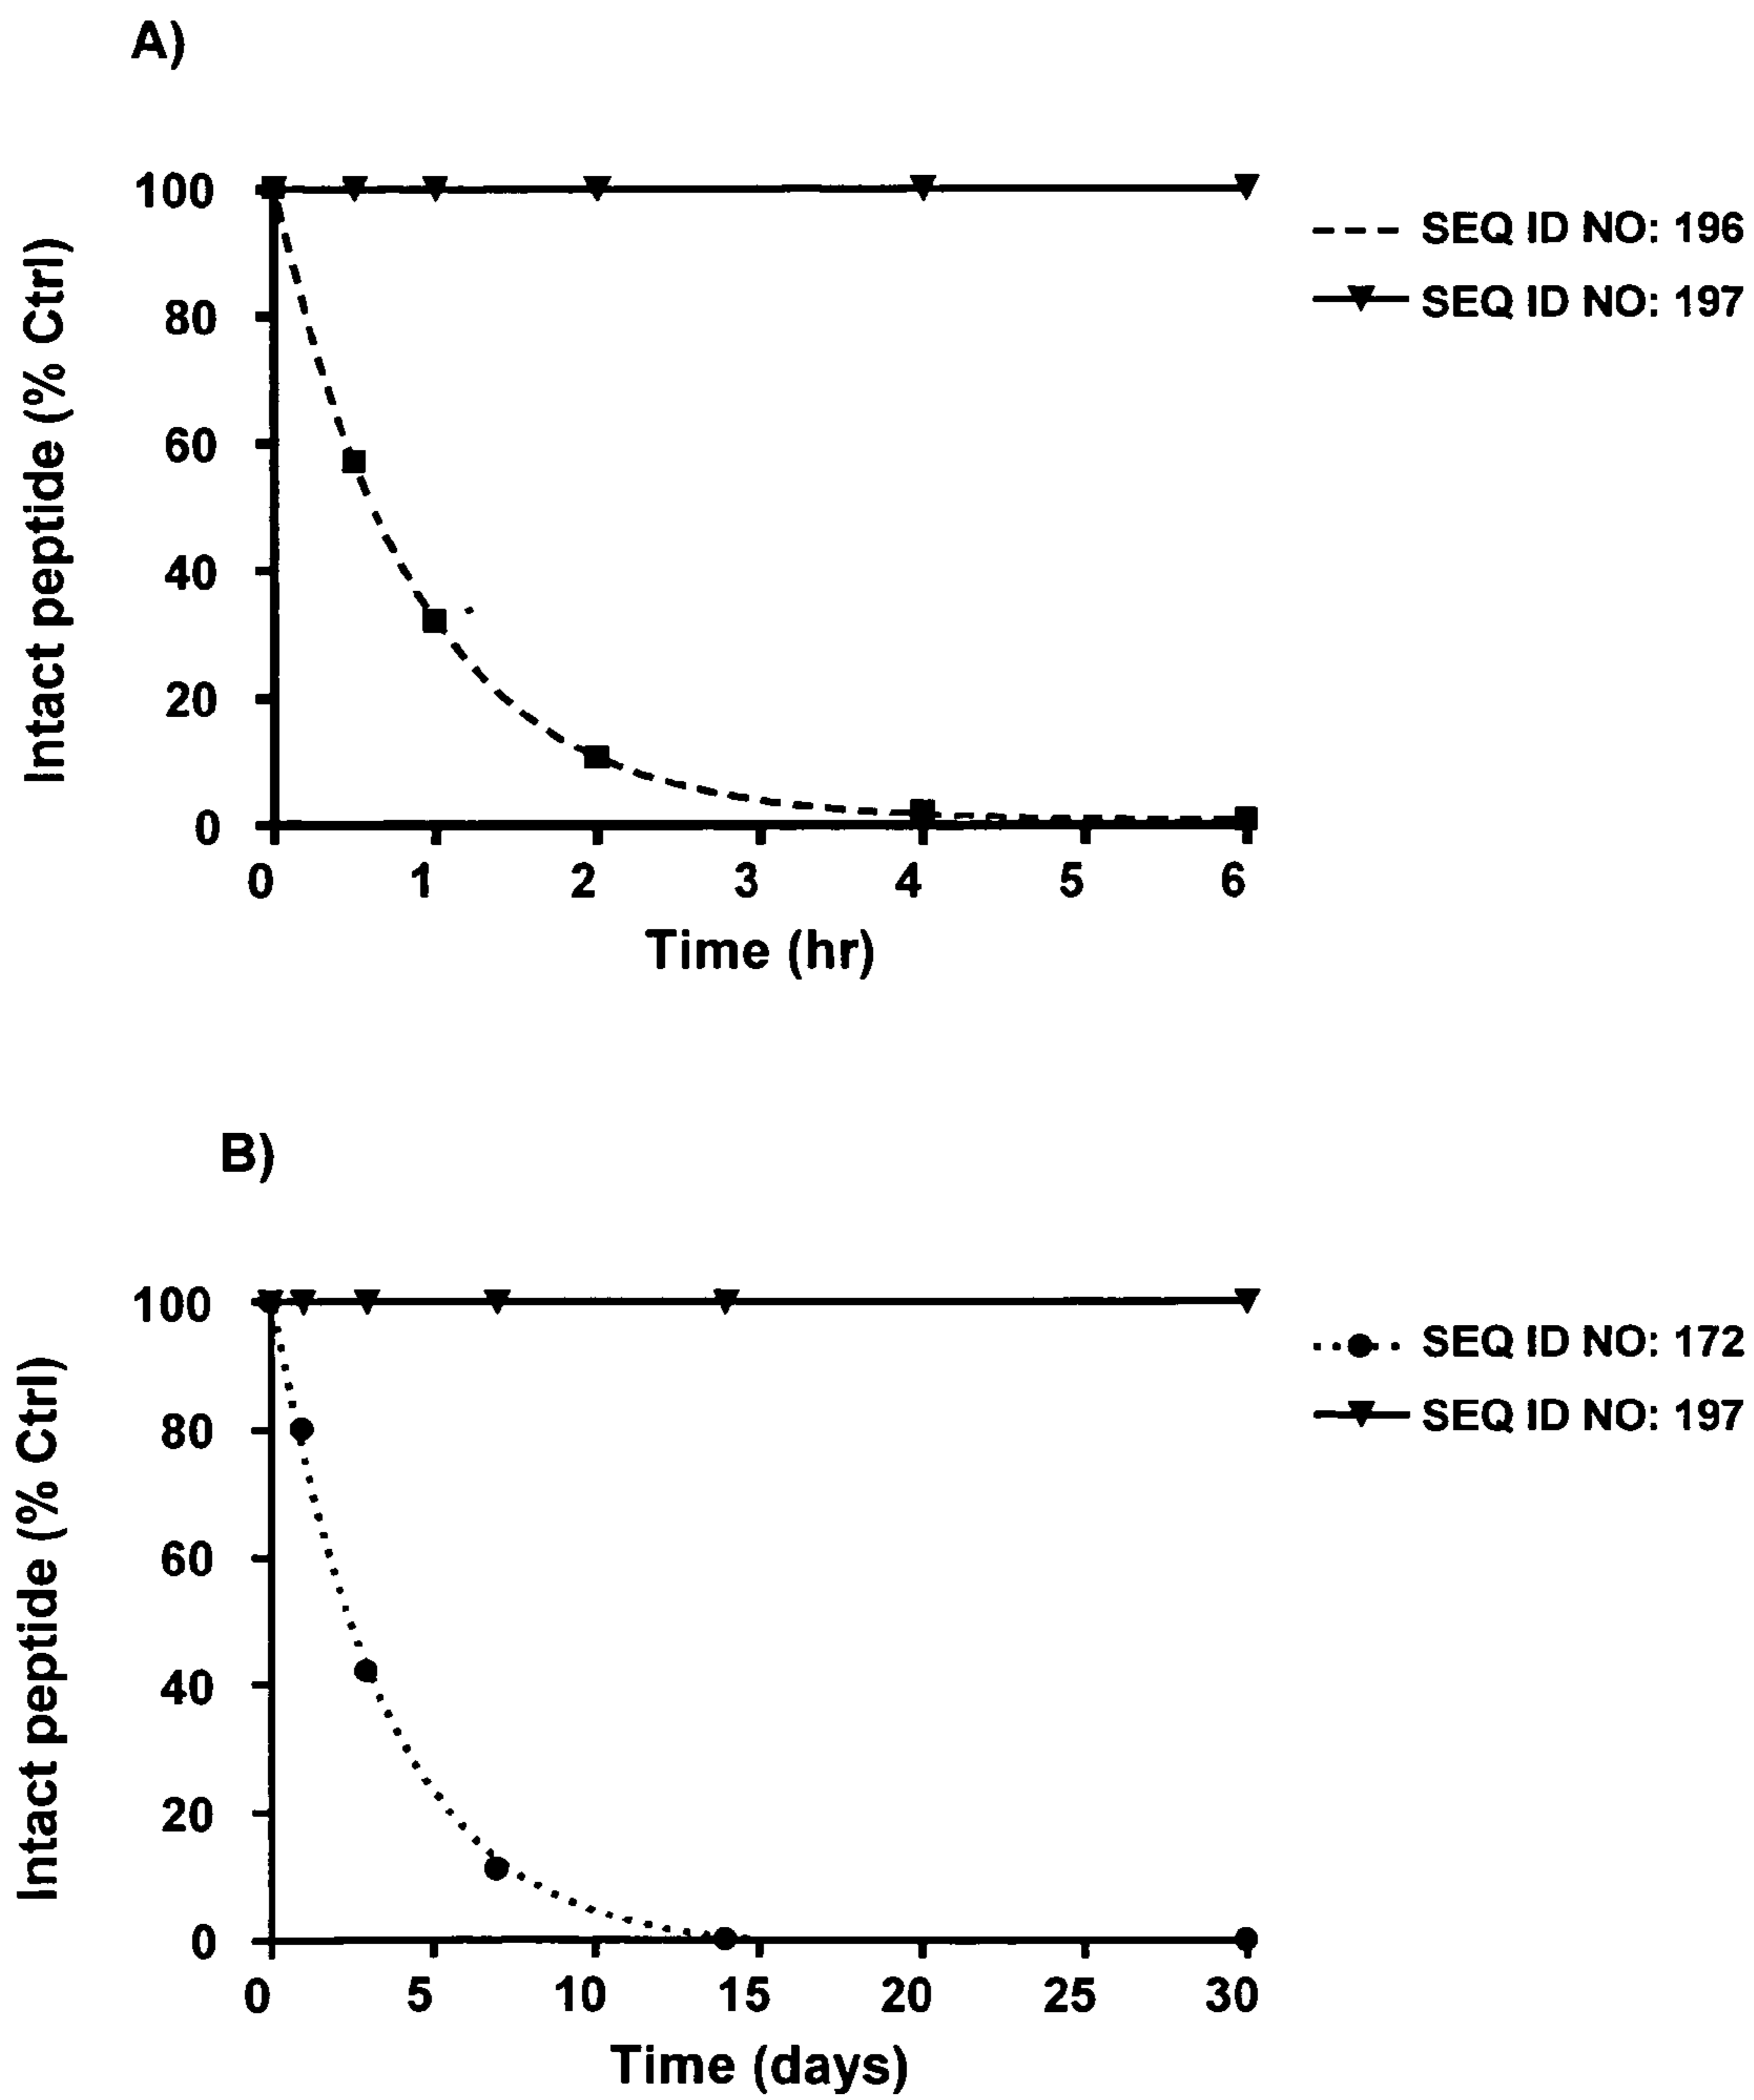 A)
Intact peptide (% Ctrl)
100
80
60
40
20
0
0 1 2 3 4 5 6
Time (hr)
SEQ ID NO: 196
SEQ ID NO: 197
B)
Intact peptide (% Ctrl)
100
80
60
40
20
0
0 5 10 15 20 25 30
Time (days)
SEQ ID NO: 172
SEQ ID NO: 197